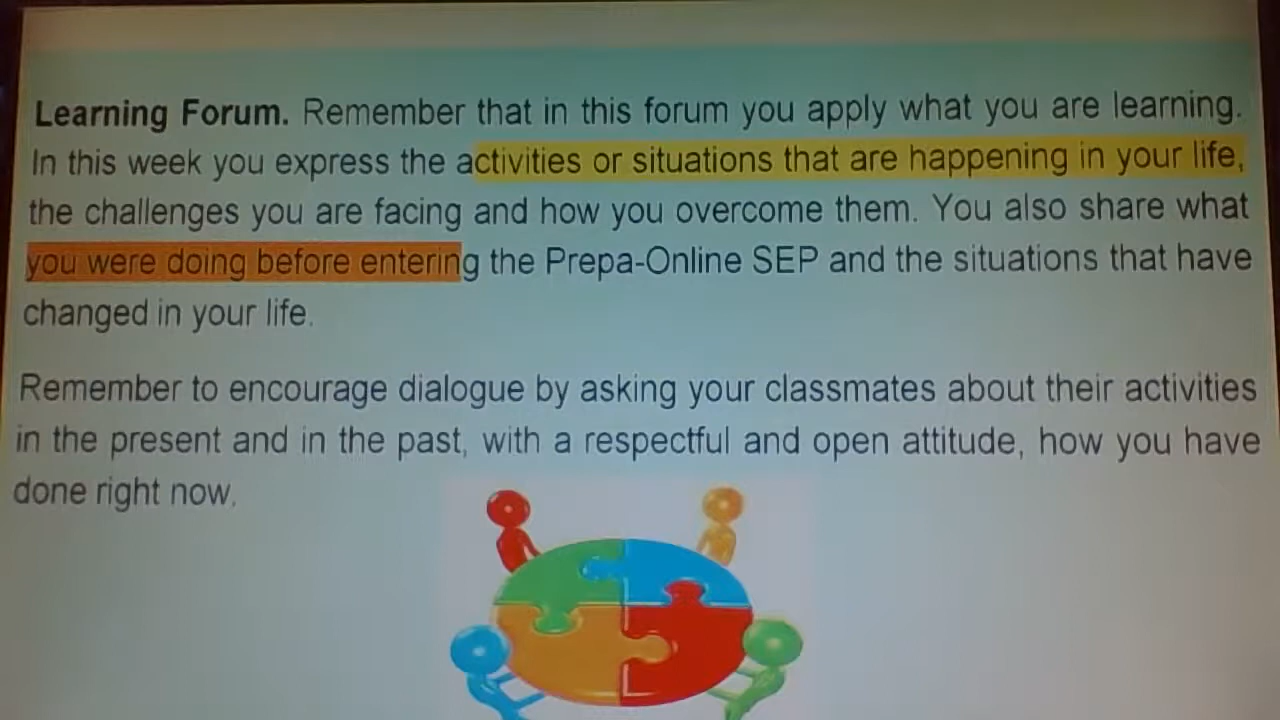 Learning Forum. Remember that in this forum you apply what you are learning.
In this week you express the activities or situations that are happening in your life,
the challenges you are facing and how you overcome them. You also share what
you were doing before entering the Prepa-Online SEP and the situations that have
changed in your life.
Remember to encourage dialogue by asking your classmates about their activities
in the present and in the past, with a respectful and open attitude, how you have
done right now.